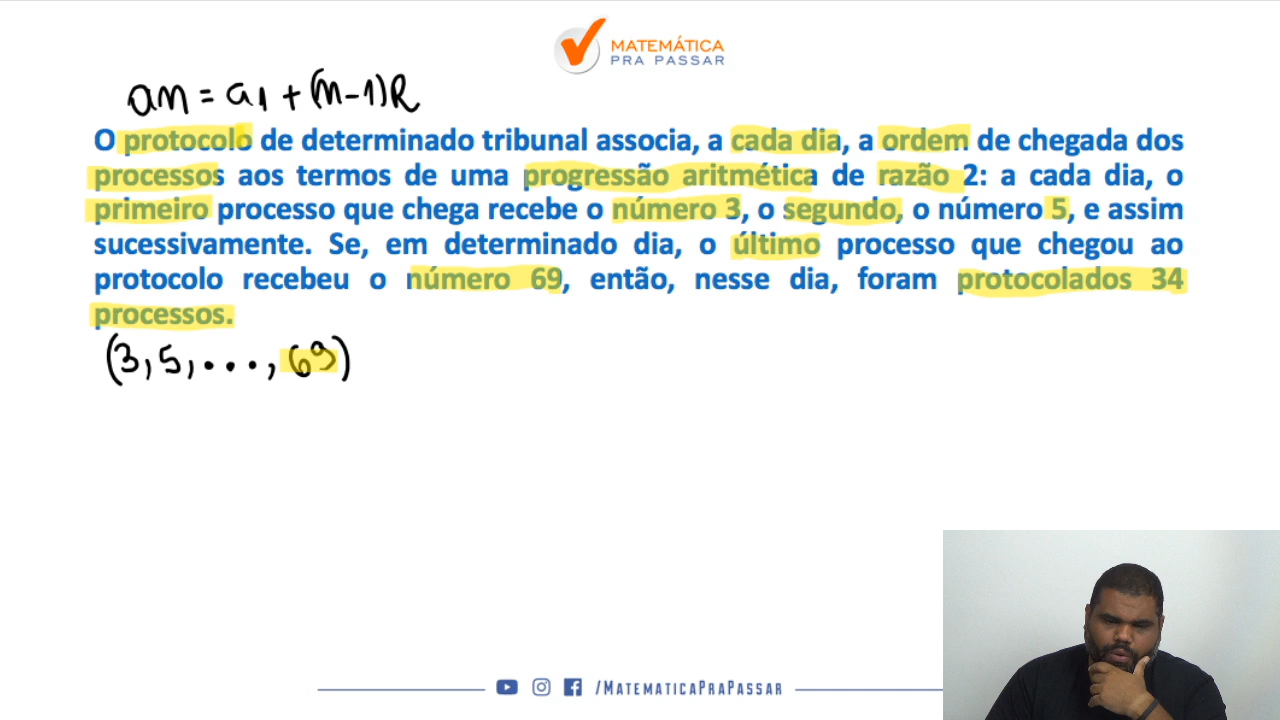 MATEMÁTICA
PRA PASSAR
an = a1 + (n-1)R
O protocolo de determinado tribunal associa, a cada dia, a ordem de chegada dos
processos aos termos de uma progressão aritmética de razão 2: a cada dia, o
primeiro processo que chega recebe o número 3, o segundo, o número 5, e assim
sucessivamente. Se, em determinado dia, o último processo que chegou ao
protocolo recebeu o número 69, então, nesse dia, foram protocolados 34
processos.
(3, 5, ..., 69)
/MATEMATICAPRAPASSAR